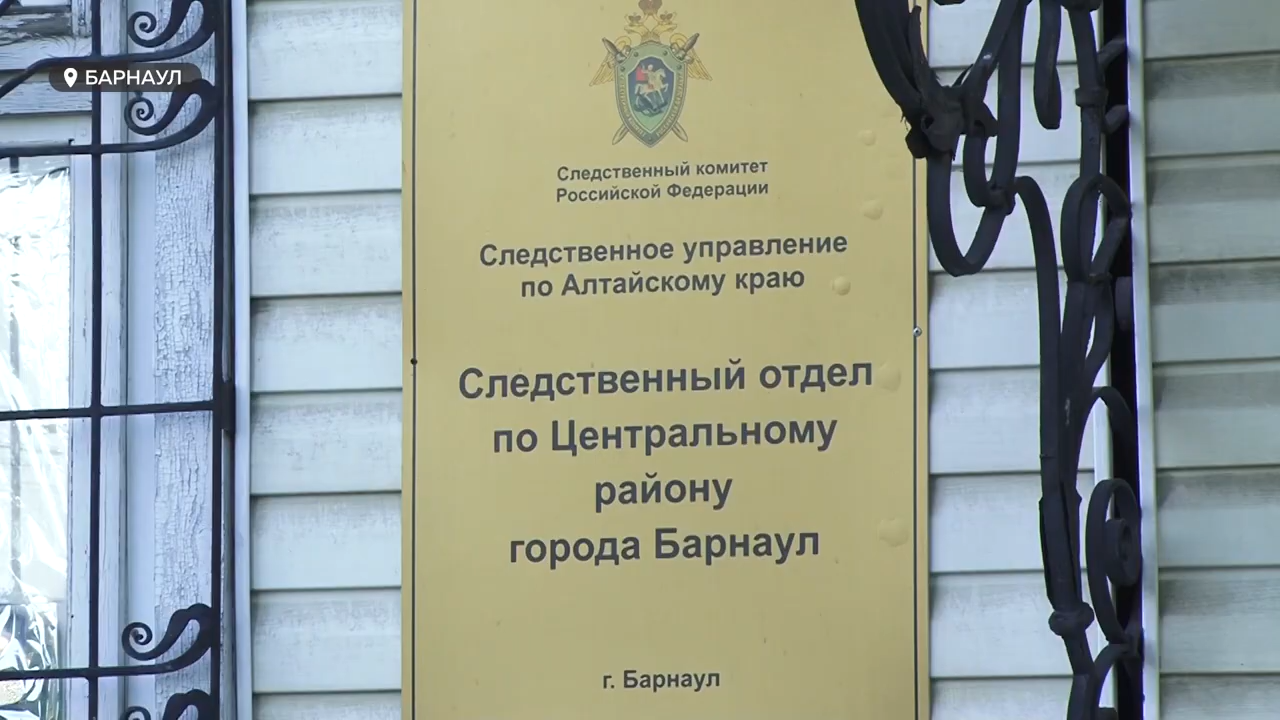 БАРНАУЛ
Следственный комитет
Российской Федерации
Следственное управление
по Алтайскому краю
Следственный отдел
по Центральному
району
города Барнаул
г. Барнаул